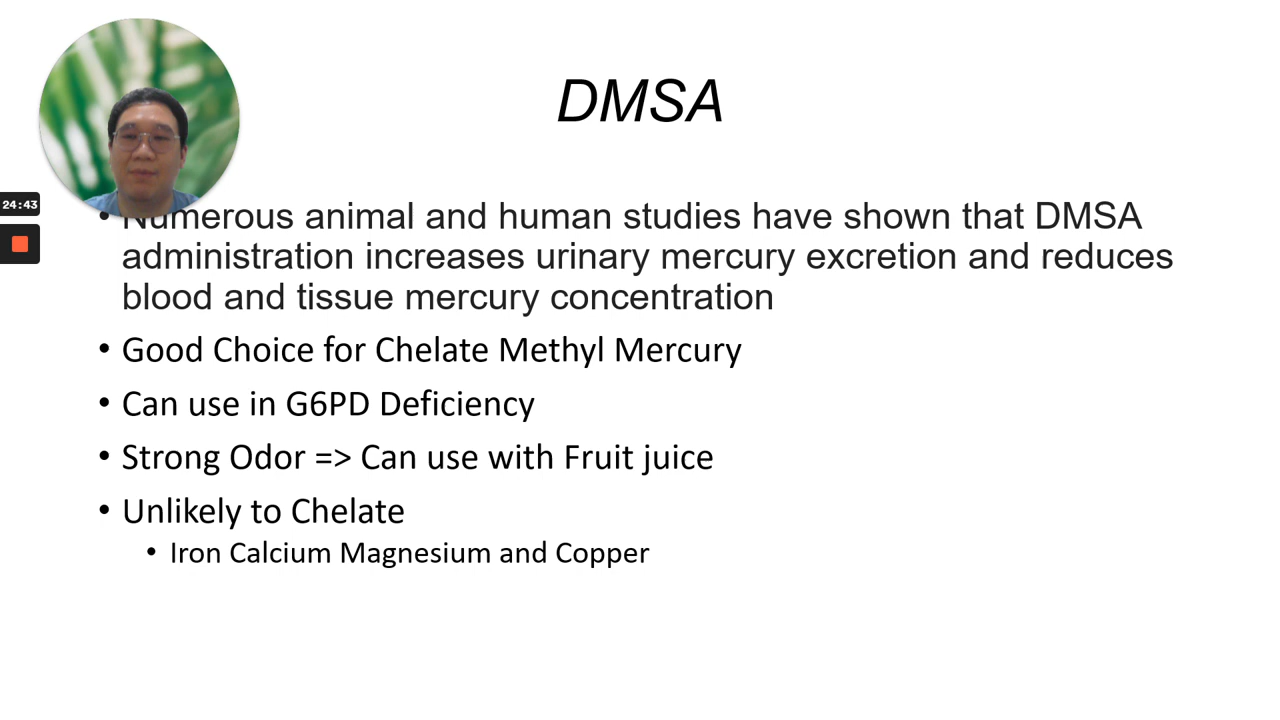 DMSA
24:43
• Numerous animal and human studies have shown that DMSA
administration increases urinary mercury excretion and reduces
blood and tissue mercury concentration
• Good Choice for Chelate Methyl Mercury
• Can use in G6PD Deficiency
• Strong Odor => Can use with Fruit juice
• Unlikely to Chelate
• Iron Calcium Magnesium and Copper